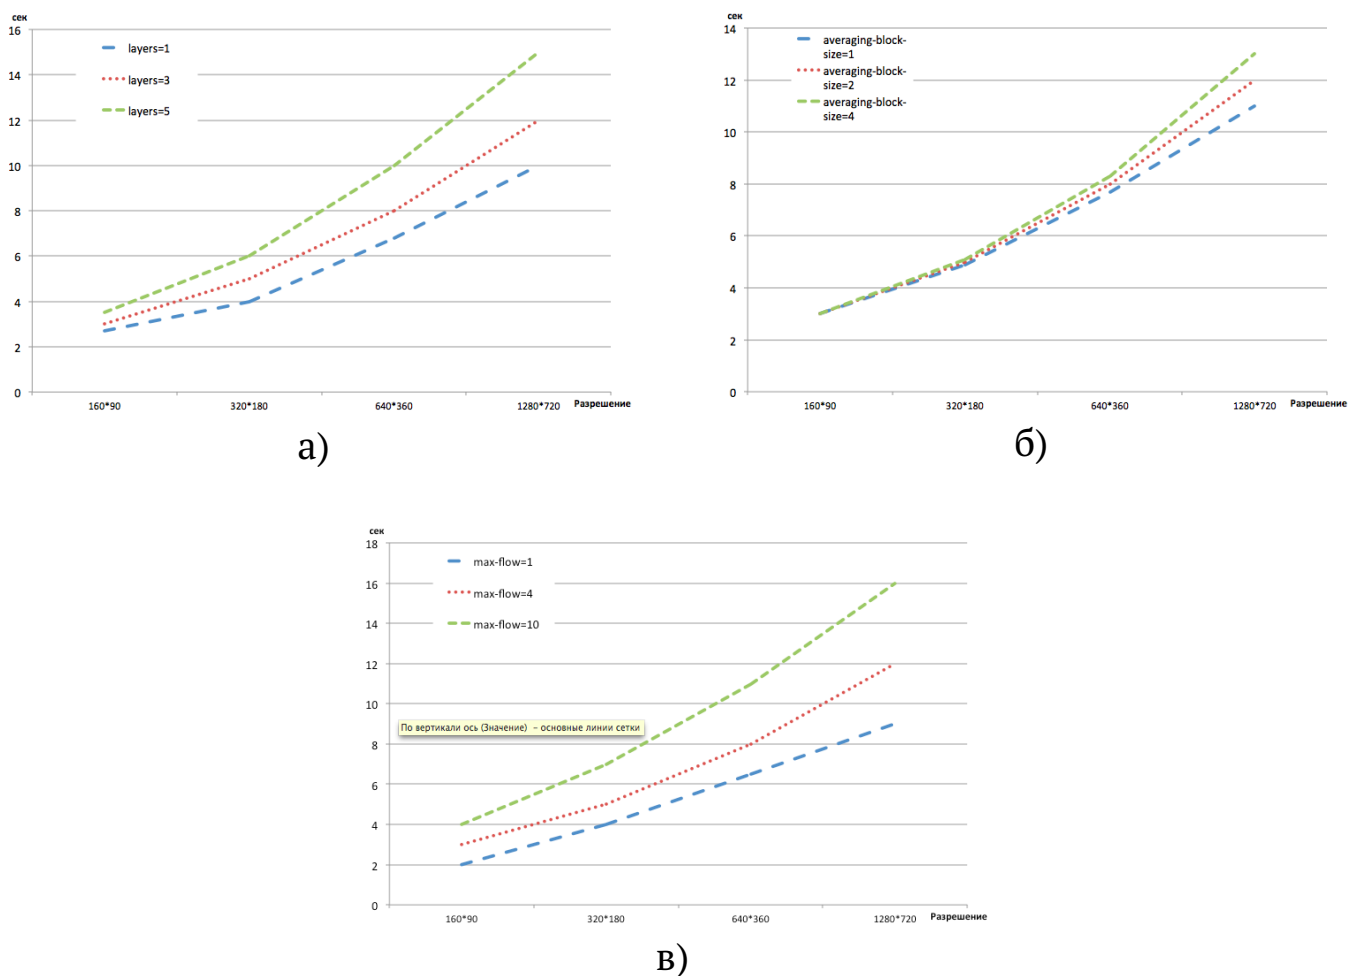 сек
16
14
12
10
8
6
4
2
0
layers=1
layers=3
layers=5
160*90 320*180 640*360 1280*720 Разрешение
а)
сек
14
12
10
8
6
4
2
0
averaging-block-
size=1
averaging-block-
size=2
averaging-block-
size=4
160*90 320*180 640*360 1280*720 Разрешение
б)
сек
18
16
14
12
10
8
6
4
2
0
max-flow=1
max-flow=4
max-flow=10
По вертикали ось (Значение) – основные линии сетки
160*90 320*180 640*360 1280*720 Разрешение
в)